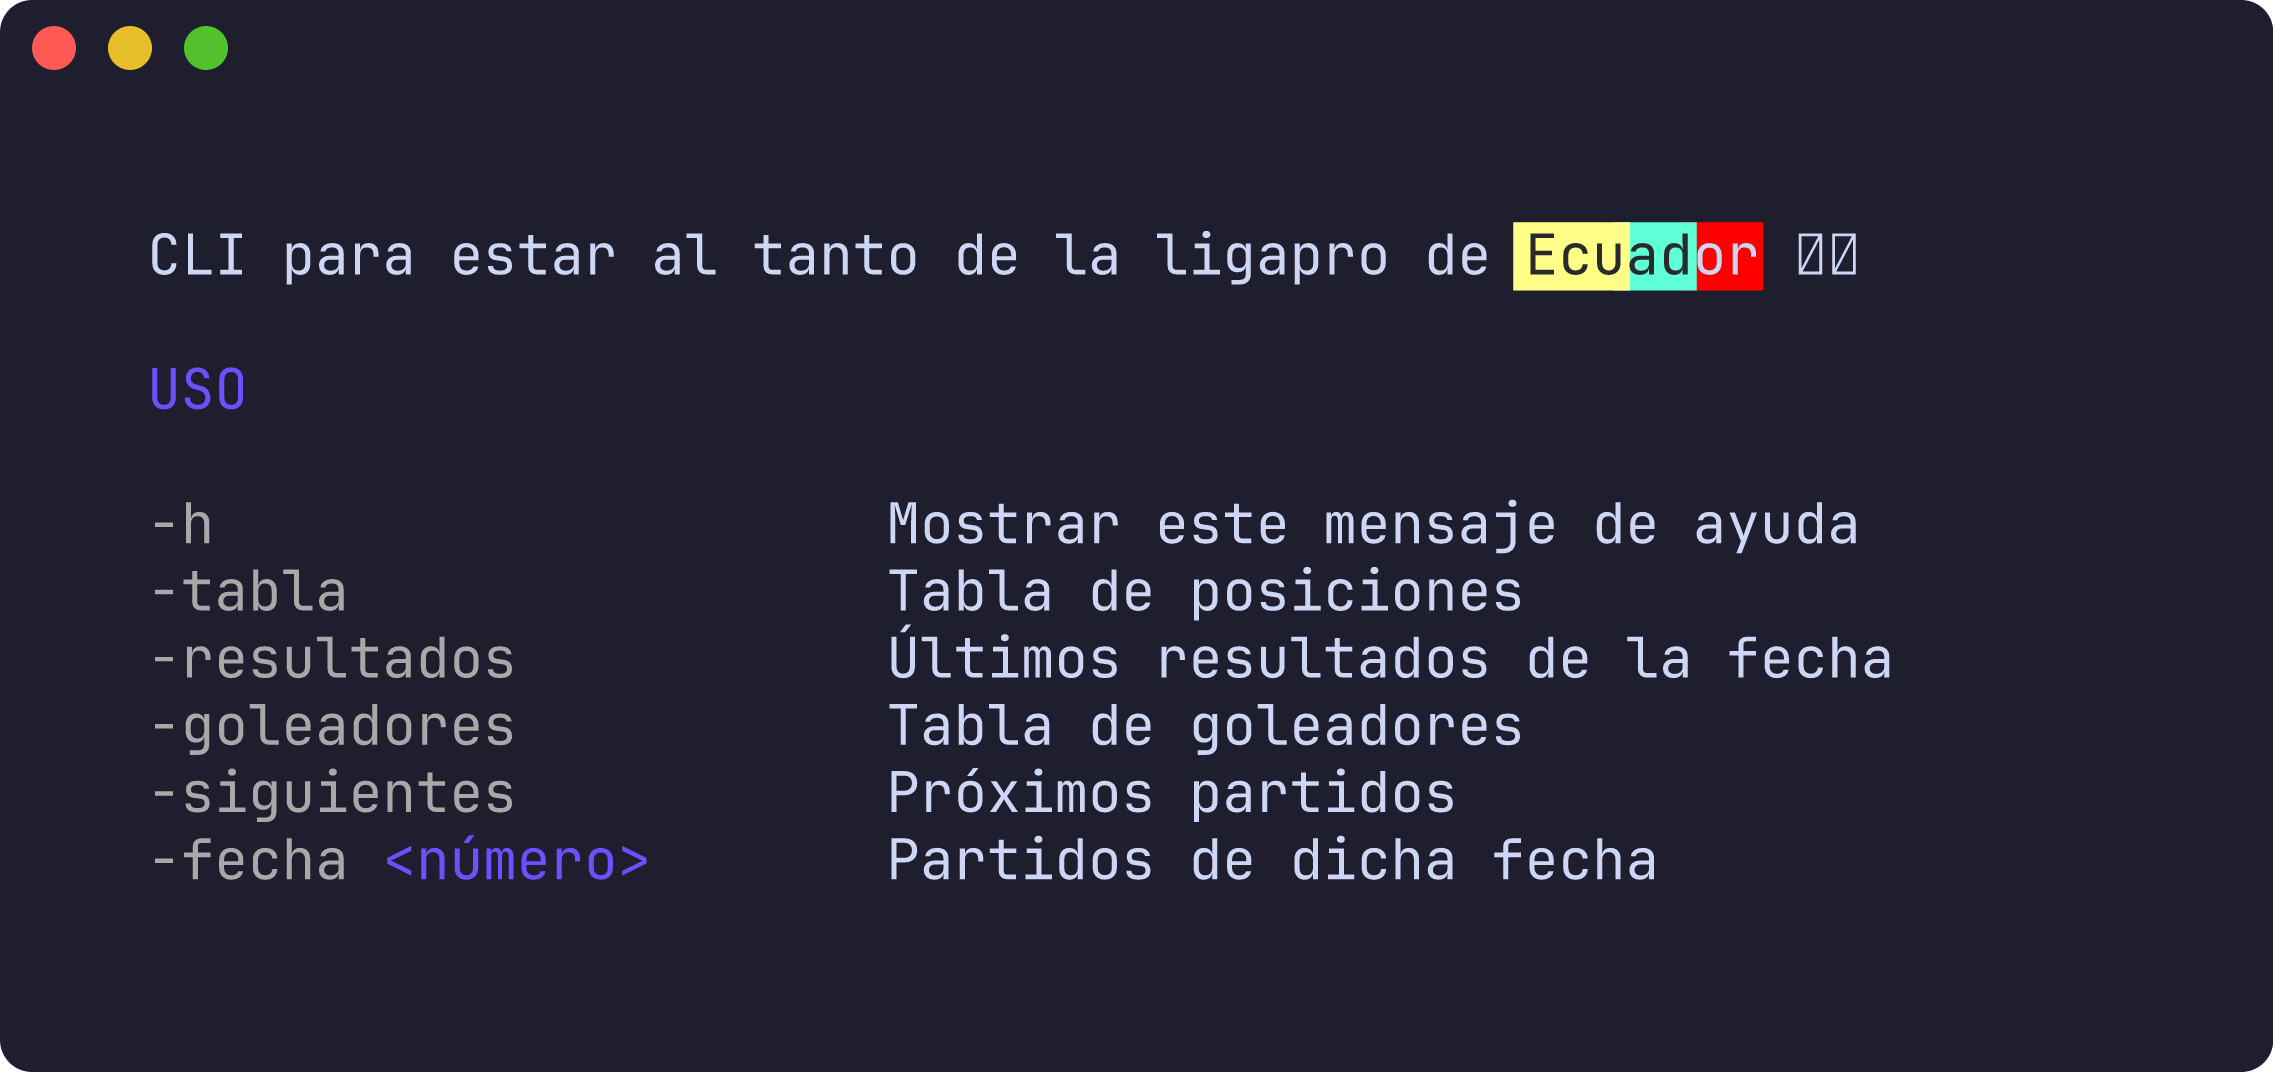 CLI para estar al tanto de la ligapro de Ecuador
USO
-h Mostrar este mensaje de ayuda
-tabla Tabla de posiciones
-resultados Últimos resultados de la fecha
-goleadores Tabla de goleadores
-siguientes Próximos partidos
-fecha <número> Partidos de dicha fecha